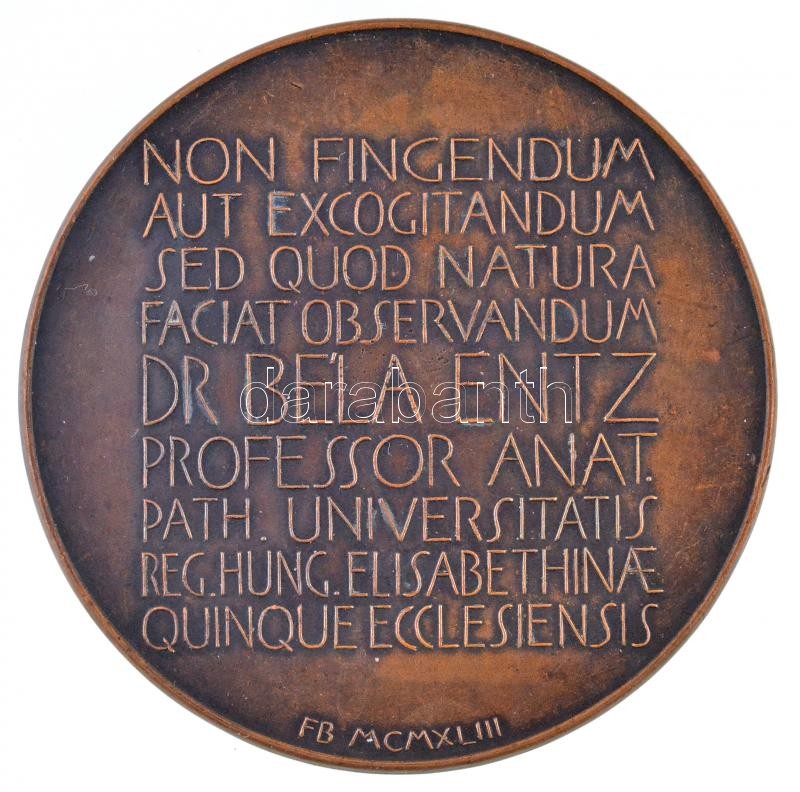 NON FINGENDUM
AUT EXCOGITANDUM
SED QUOD NATURA
FACIAT OBSERVANDUM
DR BÉLA ENTZ
darabanth
PROFESSOR ANAT.
PATH. UNIVERSITATIS
REG. HUNG. ELISABETHINÆ
QUINQUE ECCLESIENSIS
FB MCMXLIII